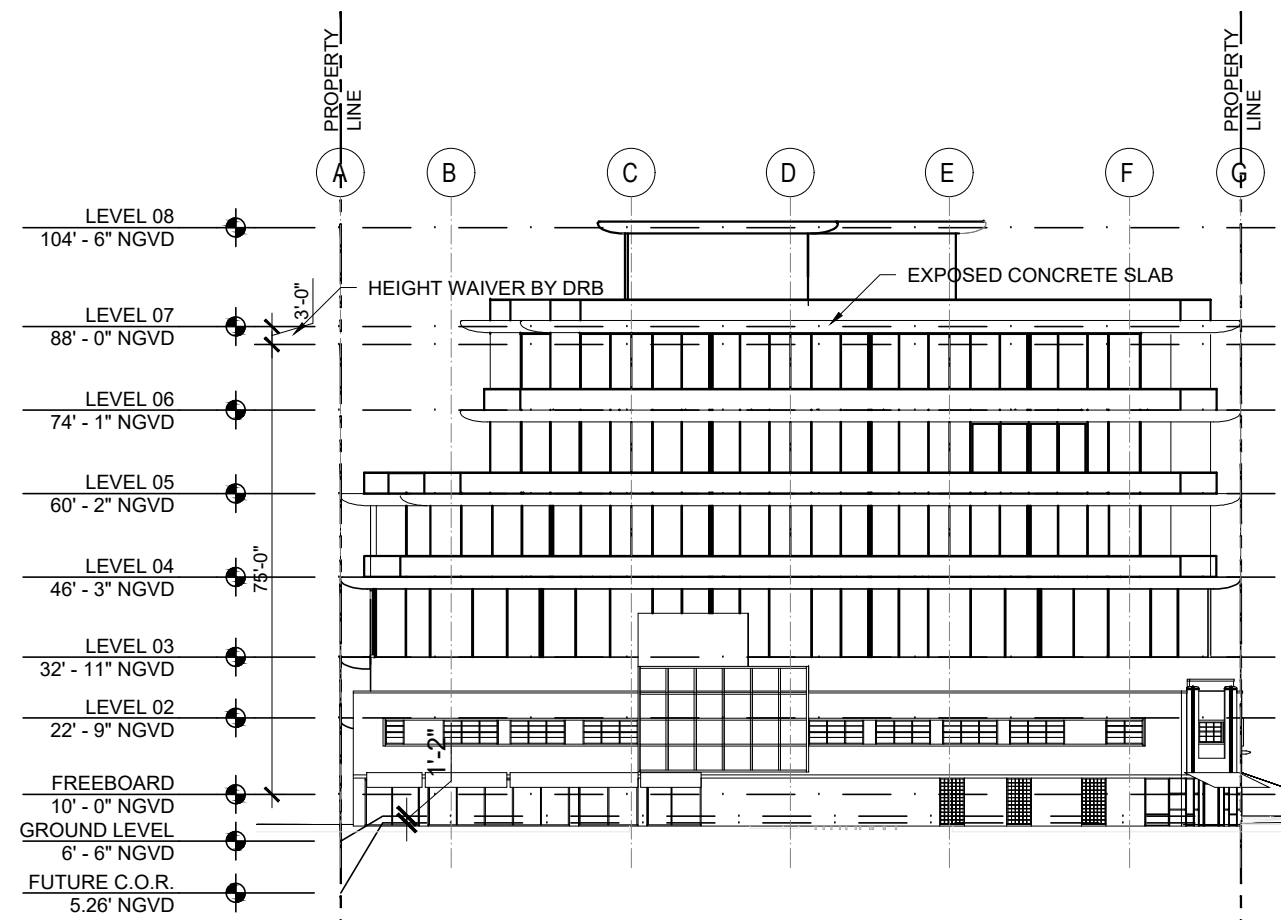 PROPERTY
LINE
PROPERTY
LINE
A
B
C
D
E
F
G
LEVEL 08
104' - 6" NGVD
3'-0"
HEIGHT WAIVER BY DRB
EXPOSED CONCRETE SLAB
LEVEL 07
88' - 0" NGVD
LEVEL 06
74' - 1" NGVD
LEVEL 05
60' - 2" NGVD
LEVEL 04
46' - 3" NGVD
75'-0"
LEVEL 03
32' - 11" NGVD
LEVEL 02
22' - 9" NGVD
1'-2"
FREEBOARD
10' - 0" NGVD
GROUND LEVEL
6' - 6" NGVD
FUTURE C.O.R.
5.26' NGVD